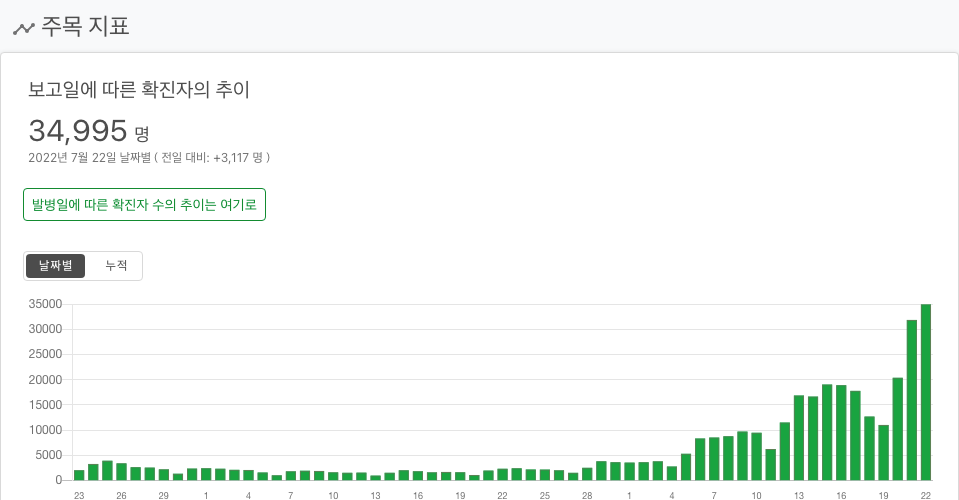 주목 지표
보고일에 따른 확진자의 추이
34,995 명
2022년 7월 22일 날짜별 ( 전일 대비: +3,117 명 )
발병일에 따른 확진자 수의 추이는 여기로
날짜별 누적
35000
30000
25000
20000
15000
10000
5000
0
23 26 29 1 4 7 10 13 16 19 22 25 28 1 4 7 10 13 16 19 22